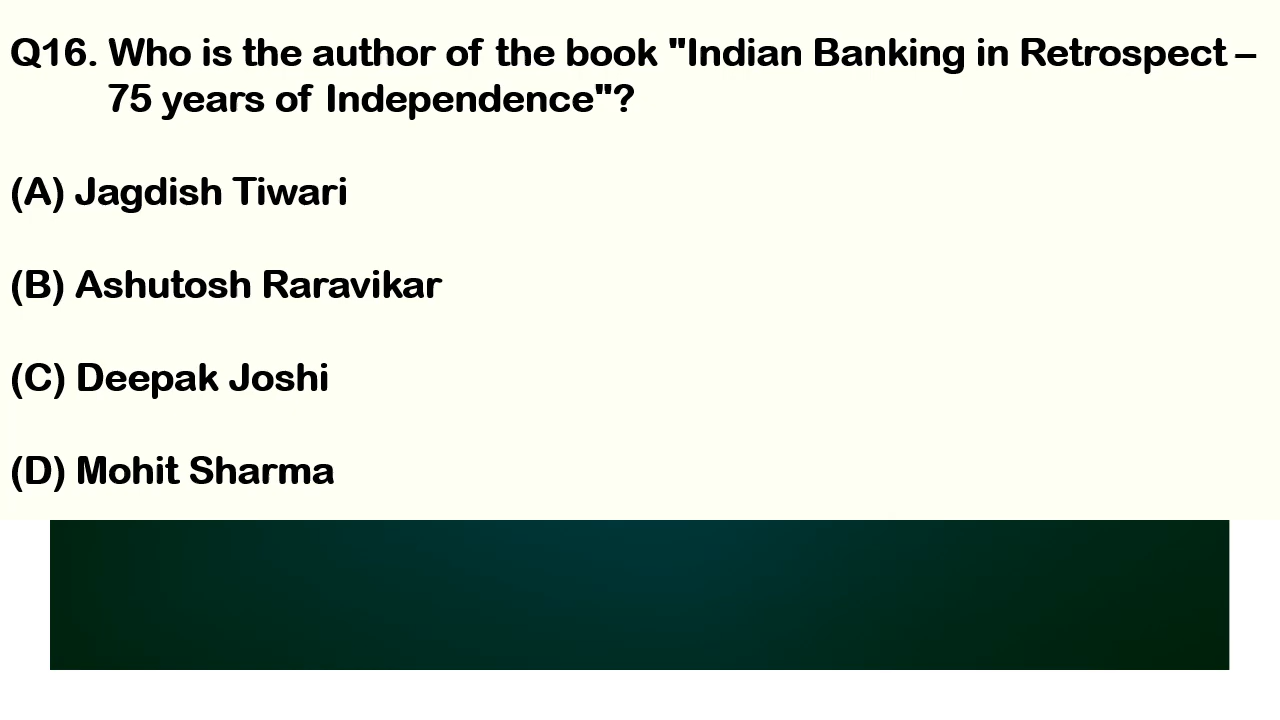 Q16. Who is the author of the book "Indian Banking in Retrospect –
75 years of Independence"?
(A) Jagdish Tiwari
(B) Ashutosh Raravikar
(C) Deepak Joshi
(D) Mohit Sharma